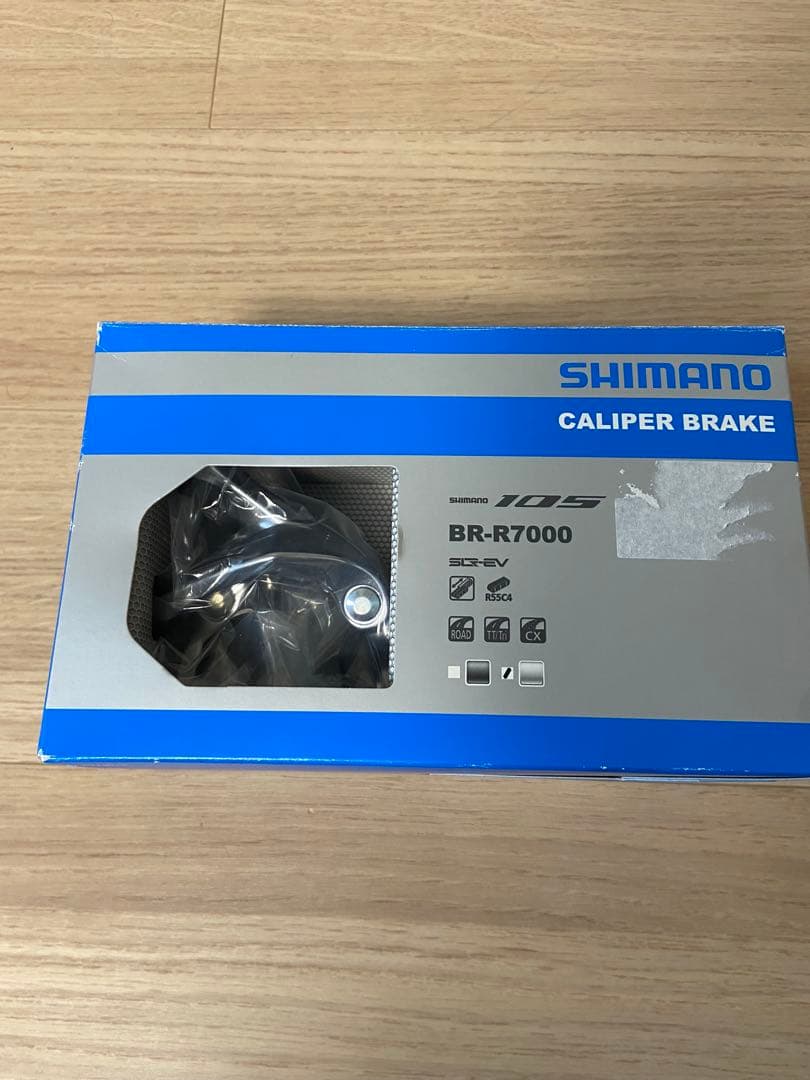 SHIMANO
CALIPER BRAKE
SHIMANO 105
BR-R7000
SLR-EV
R55C4
ROAD TT/Tri CX